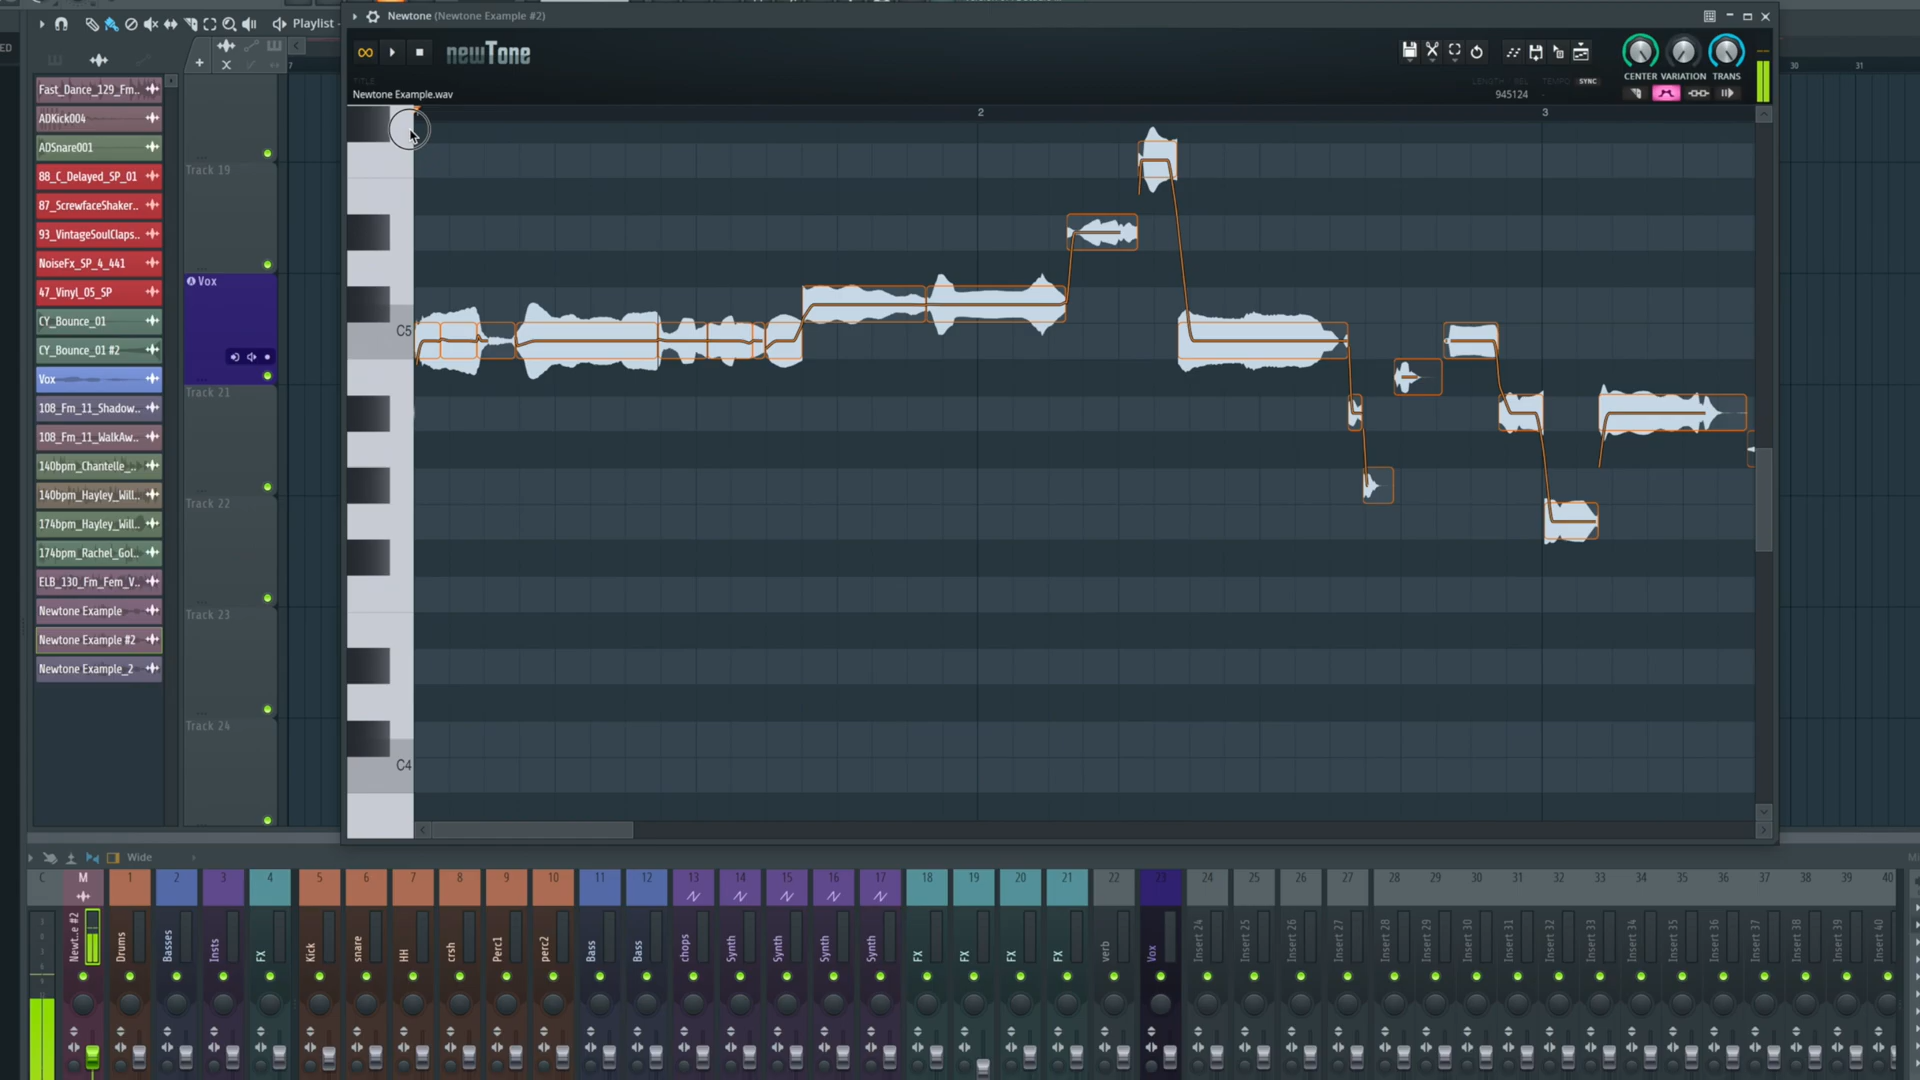 Playlist -
Newtone (Newtone Example #2)
newTone
CENTER VARIATION TRANS
TITLE
LENGTH SEL TEMPO SYNC
Newtone Example.wav
945124
7
2
3
30
31
ED
Fast_Dance_129_Fm..
ADKick004
ADSnare001
88_C_Delayed_SP_01
87_ScrewfaceShaker..
93_VintageSoulClaps..
NoiseFx_SP_4_441
47_Vinyl_05_SP
CY_Bounce_01
CY_Bounce_01 #2
Vox
108_Fm_11_Shadow..
108_Fm_11_WalkAw..
140bpm_Chantelle_..
140bpm_Hayley_Will..
174bpm_Hayley_Will..
174bpm_Rachel_Gol..
ELB_130_Fm_Fem_V..
Newtone Example
Newtone Example #2
Newtone Example_2
Track 19
Vox
Track 21
Track 22
Track 23
Track 24
C5
C4
Wide
C M 1 2 3 4 5 6 7 8 9 10 11 12 13 14 15 16 17 18 19 20 21 22 23 24 25 26 27 28 29 30 31 32 33 34 35 36 37 38 39 40
Newt..e #2
Drums
Basses
Insts
FX
Kick
snare
HH
crsh
Perc1
perc2
Bass
Bass
chops
Synth
Synth
Synth
Synth
FX
FX
FX
FX
verb
Vox
Insert 24
Insert 25
Insert 26
Insert 27
Insert 28
Insert 29
Insert 30
Insert 31
Insert 32
Insert 33
Insert 34
Insert 35
Insert 36
Insert 37
Insert 38
Insert 39
Insert 40